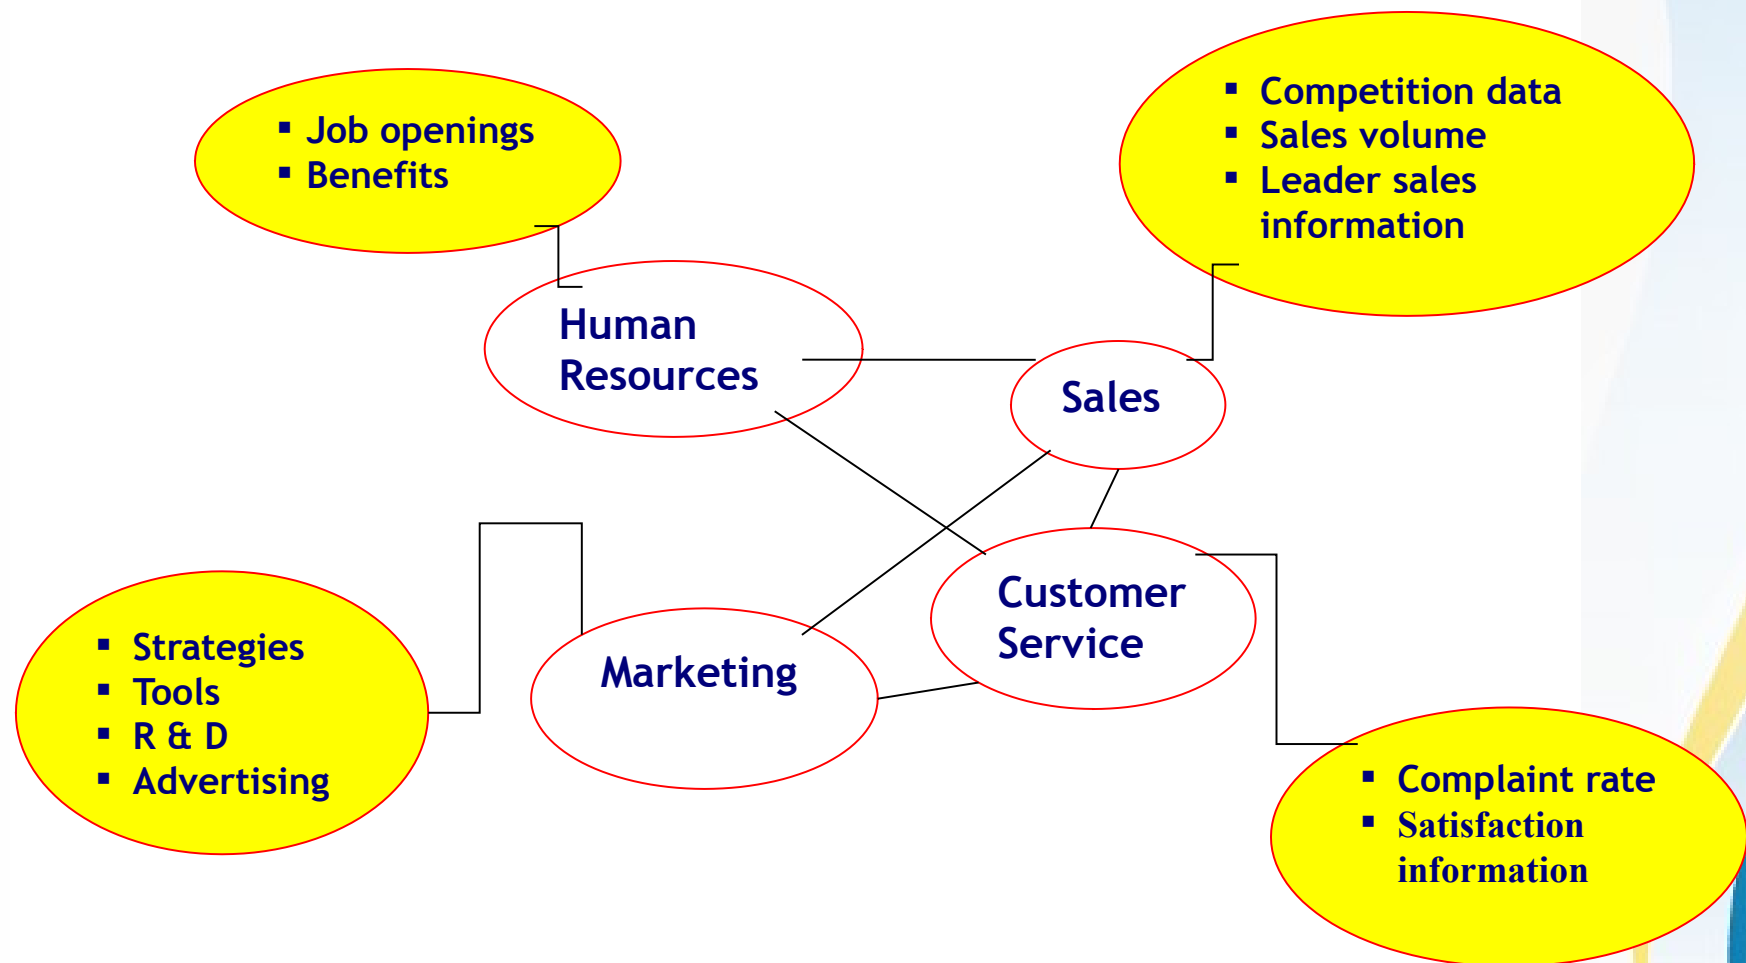 ▪ Job openings
▪ Benefits
▪ Competition data
▪ Sales volume
▪ Leader sales
information
Human
Resources
Sales
Customer
Service
Marketing
▪ Strategies
▪ Tools
▪ R & D
▪ Advertising
▪ Complaint rate
▪ Satisfaction
information